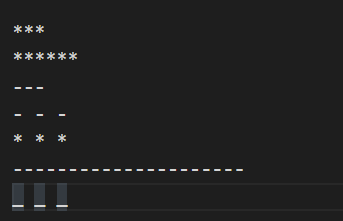 ***
******
---
- - -
* * *
---------------------
_ _ _